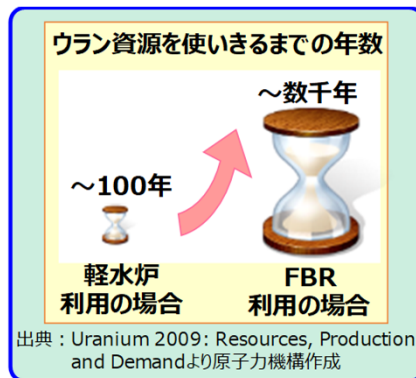 ウラン資源を使いきるまでの年数
～数千年
～100年
軽水炉
利用の場合
FBR
利用の場合
出典：Uranium 2009: Resources, Production
and Demandより原子力機構作成